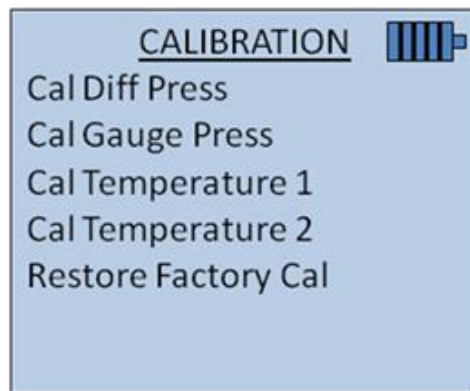 CALIBRATION
Cal Diff Press
Cal Gauge Press
Cal Temperature 1
Cal Temperature 2
Restore Factory Cal